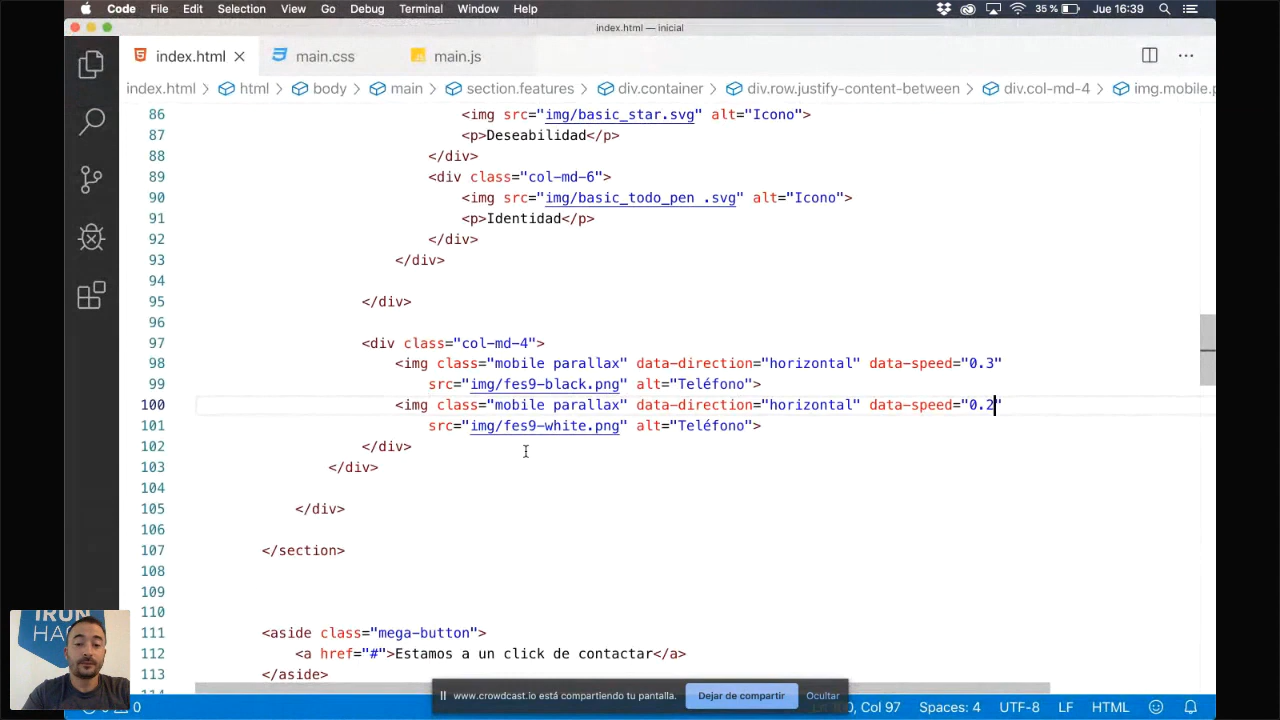 Code File Edit Selection View Go Debug Terminal Window Help 35 % Jue 16:39
index.html — inicial
index.html main.css main.js
index.html > html > body > main > section.features > div.container > div.row.justify-content-between > div.col-md-4 > img.mobile.p
86 <img src="img/basic_star.svg" alt="Icono">
87 <p>Deseabilidad</p>
88 </div>
89 <div class="col-md-6">
90 <img src="img/basic_todo_pen .svg" alt="Icono">
91 <p>Identidad</p>
92 </div>
93 </div>
94
95 </div>
96
97 <div class="col-md-4">
98 <img class="mobile parallax" data-direction="horizontal" data-speed="0.3"
99 src="img/fes9-black.png" alt="Teléfono">
100 <img class="mobile parallax" data-direction="horizontal" data-speed="0.2"
101 src="img/fes9-white.png" alt="Teléfono">
102 </div>
103 </div>
104
105 </div>
106
107 </section>
108
109
110
111 <aside class="mega-button">
112 <a href="#">Estamos a un click de contactar</a>
113 </aside>
IRON
HA
www.crowdcast.io está compartiendo tu pantalla. Dejar de compartir Ocultar
0 0 Col 97 Spaces: 4 UTF-8 LF HTML